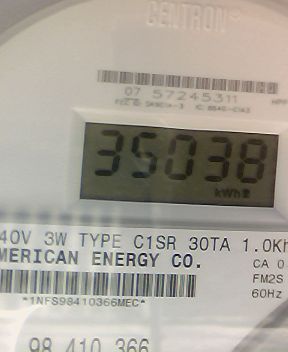 CENTRON®
07 57245311
35038
kWh
40V 3W TYPE C1SR 30TA 1.0Kh
MERICAN ENERGY CO.
CA 0
FM2S
*1NFS98410366MEC*
60Hz
98 410 366